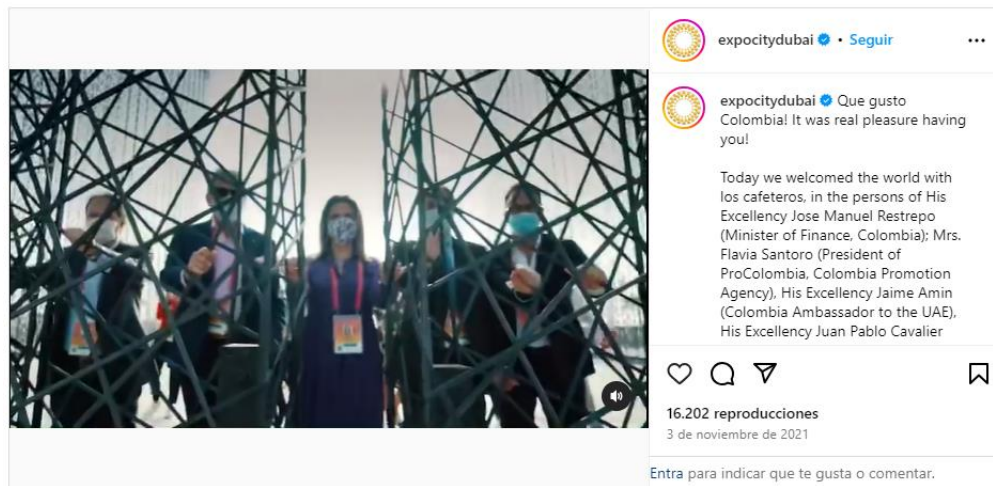 expocitydubai • Seguir
expocitydubai Que gusto
Colombia! It was real pleasure having
you!
Today we welcomed the world with
los cafeteros, in the persons of His
Excellency Jose Manuel Restrepo
(Minister of Finance, Colombia); Mrs.
Flavia Santoro (President of
ProColombia, Colombia Promotion
Agency), His Excellency Jaime Amin
(Colombia Ambassador to the UAE),
His Excellency Juan Pablo Cavalier
16.202 reproducciones
3 de noviembre de 2021
Entra para indicar que te gusta o comentar.